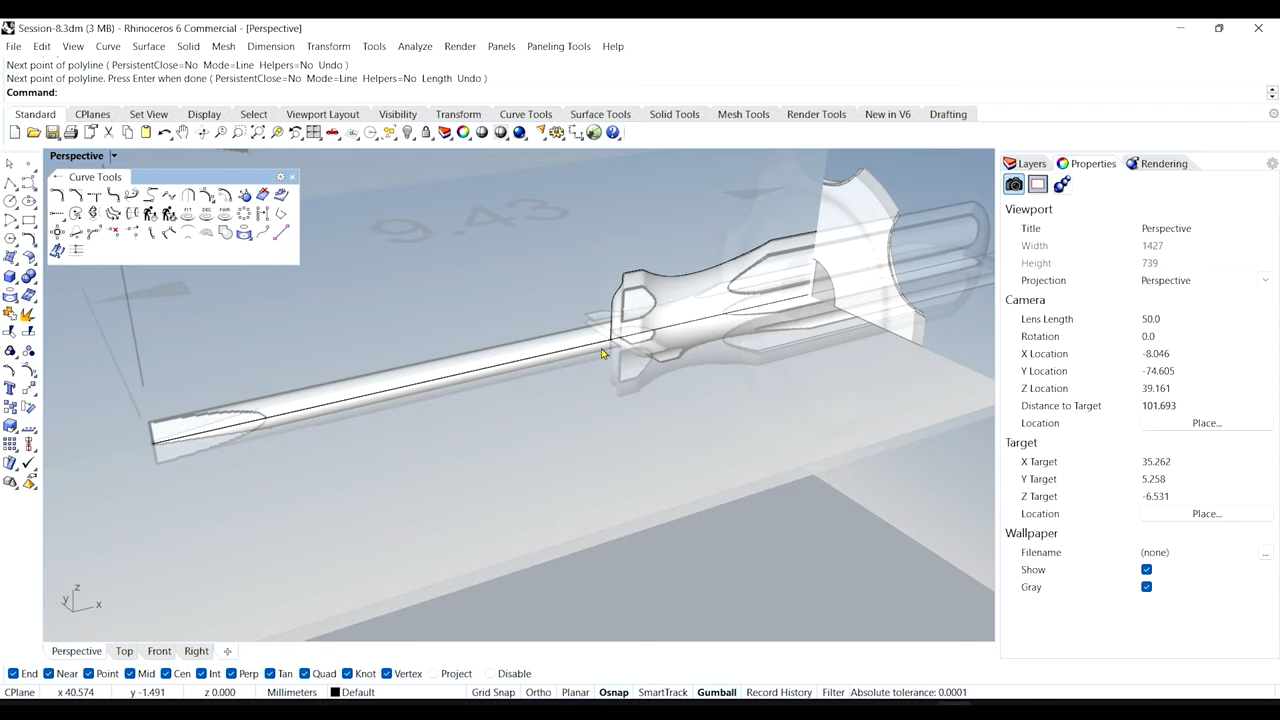 Session-8.3dm (3 MB) - Rhinoceros 6 Commercial - [Perspective]
File Edit View Curve Surface Solid Mesh Dimension Transform Tools Analyze Render Panels Paneling Tools Help
Next point of polyline ( PersistentClose=No Mode=Line Helpers=No Undo )
Next point of polyline. Press Enter when done ( PersistentClose=No Mode=Line Helpers=No Length Undo )
Command:
Standard CPlanes Set View Display Select Viewport Layout Visibility Transform Curve Tools Surface Tools Solid Tools Mesh Tools Render Tools New in V6 Drafting
Perspective
Curve Tools
9.43
z
y x
Layers Properties Rendering
Viewport
Title Perspective
Width 1427
Height 739
Projection Perspective
Camera
Lens Length 50.0
Rotation 0.0
X Location -8.046
Y Location -74.605
Z Location 39.161
Distance to Target 101.693
Location Place...
Target
X Target 35.262
Y Target 5.258
Z Target -6.531
Location Place...
Wallpaper
Filename (none) ...
Show
Gray
Perspective Top Front Right
End Near Point Mid Cen Int Perp Tan Quad Knot Vertex Project Disable
CPlane x 40.574 y -1.491 z 0.000 Millimeters Default Grid Snap Ortho Planar Osnap SmartTrack Gumball Record History Filter Absolute tolerance: 0.0001